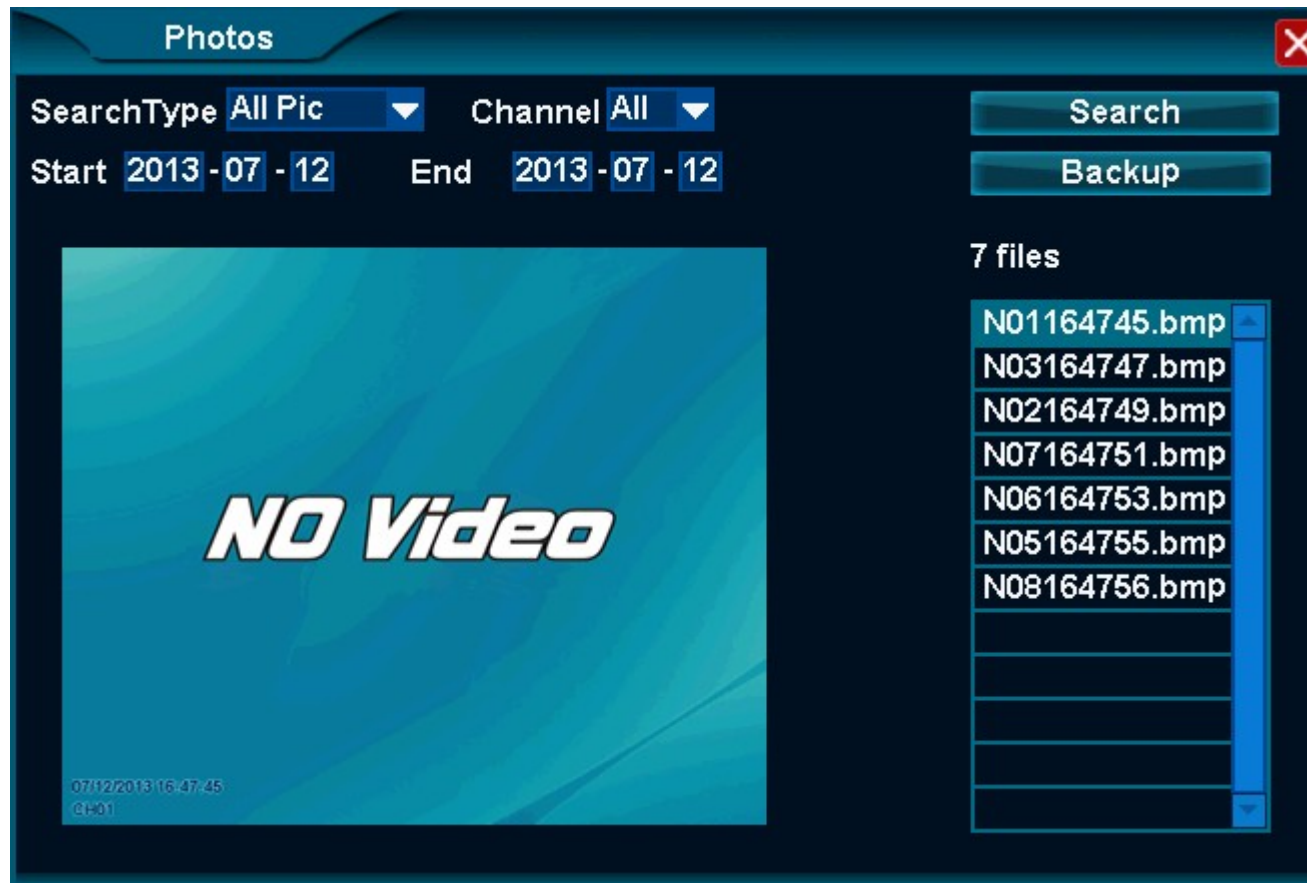 Photos
SearchType All Pic Channel All Search
Start 2013 - 07 - 12 End 2013 - 07 - 12 Backup
7 files
N01164745.bmp
N03164747.bmp
N02164749.bmp
N07164751.bmp
N06164753.bmp
N05164755.bmp
N08164756.bmp
NO Video
07/12/2013 16:47:45
CH01